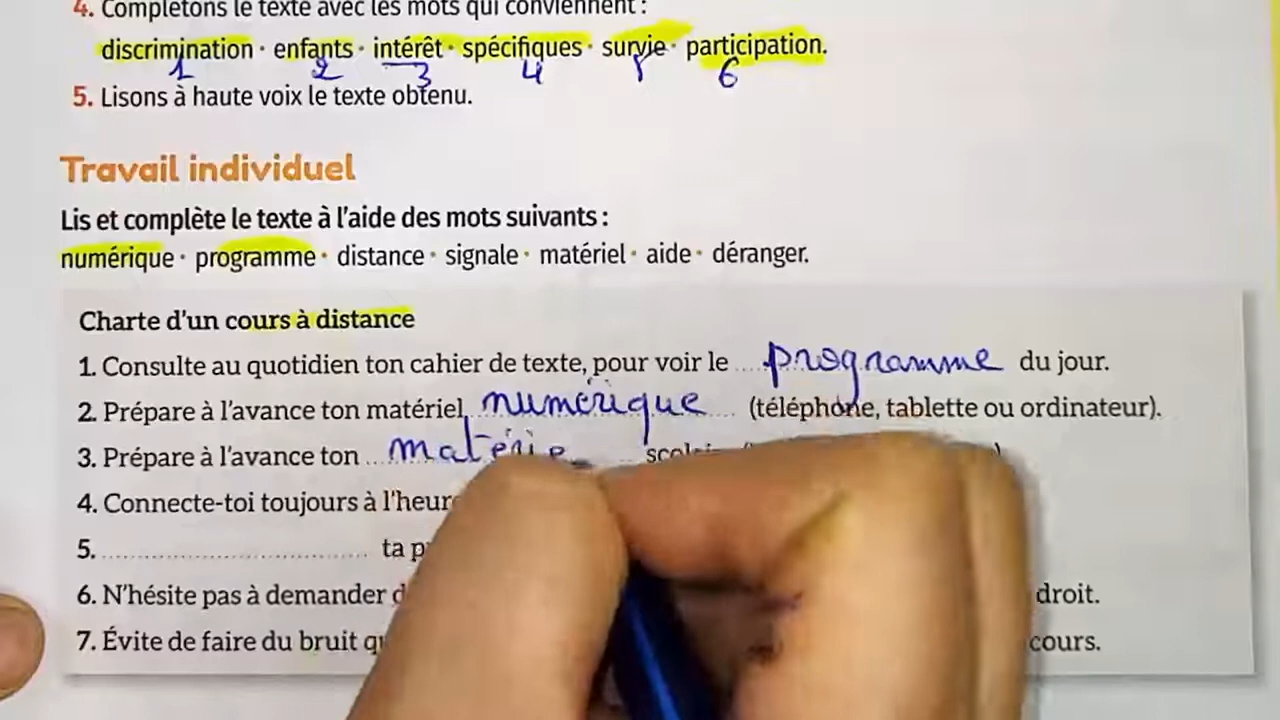 4. Complétons le texte avec les mots qui conviennent :
discrimination · enfants · intérêt · spécifiques · survie · participation.
1 2 3 4 5 6
5. Lisons à haute voix le texte obtenu.
Travail individuel
Lis et complète le texte à l'aide des mots suivants :
numérique · programme · distance · signale · matériel · aide · déranger.
Charte d'un cours à distance
1. Consulte au quotidien ton cahier de texte, pour voir le programme du jour.
2. Prépare à l'avance ton matériel numérique (téléphone, tablette ou ordinateur).
3. Prépare à l'avance ton matérie
4. Connecte-toi toujours à
5. .............................. ta
6. N'hésite pas à demander droit.
7. Évite de faire du bruit cours.